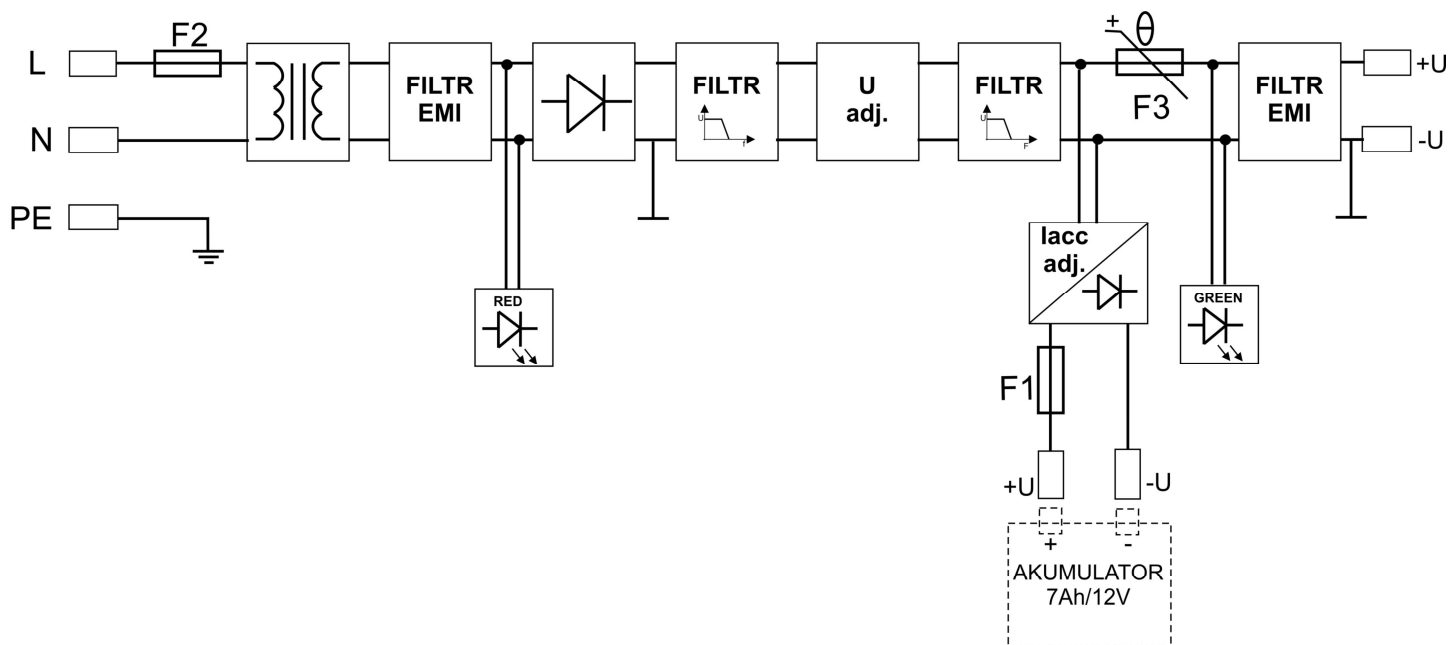 L
F2
N
PE
FILTR
EMI
RED
FILTR
U
f
U
adj.
FILTR
U
F
+ θ
F3
FILTR
EMI
+U
-U
Iacc
adj.
GREEN
F1
+U
-U
+ -
AKUMULATOR
7Ah/12V